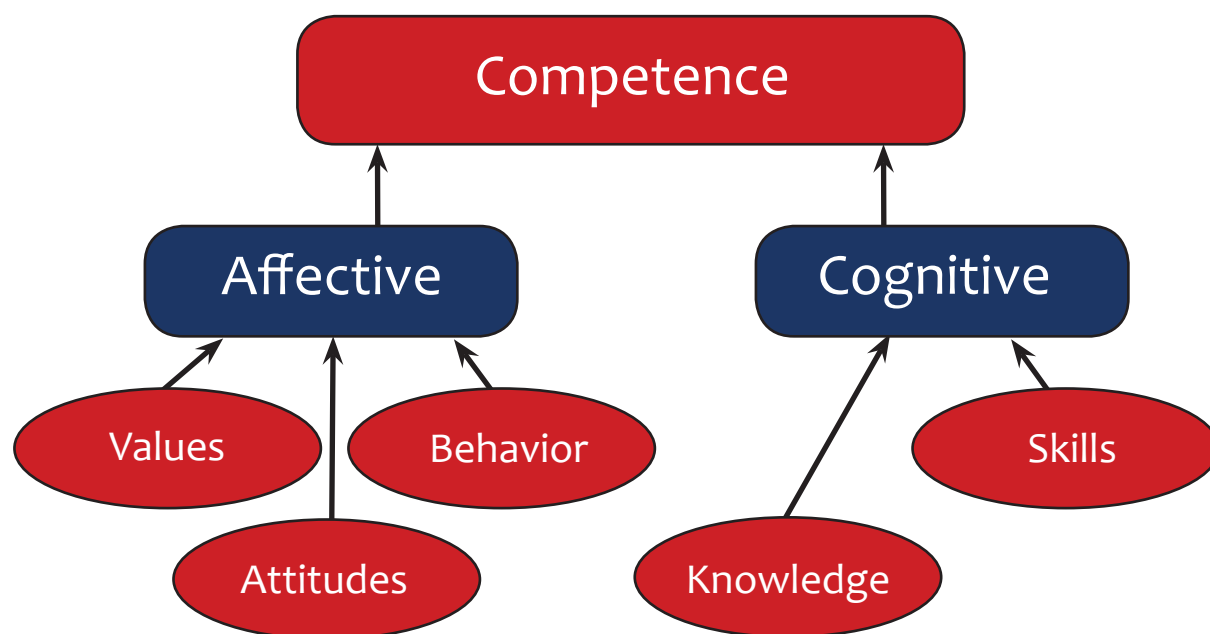 Competence
Affective
Cognitive
Values
Behavior
Skills
Attitudes
Knowledge